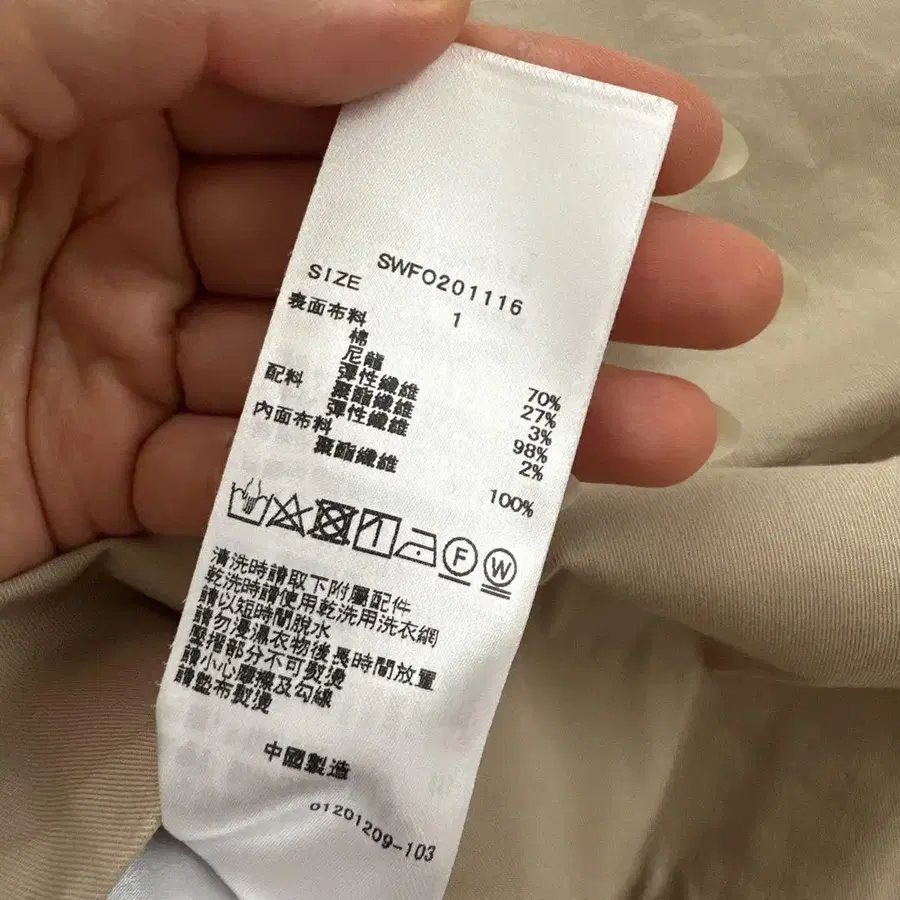 SWFO201116
SIZE 1
表面布料
棉 70%
尼龍 27%
彈性纖維 3%
配料 聚酯纖維 98%
彈性纖維 2%
內面布料
聚酯纖維 100%
F W
清洗時請取下附屬配件
乾洗時請使用乾洗用洗衣網
請以短時間脫水
請勿浸濕衣物後長時間放置
壓褶部分不可熨燙
請小心摩擦及勾線
請墊布熨燙
中國製造
o1201209-103